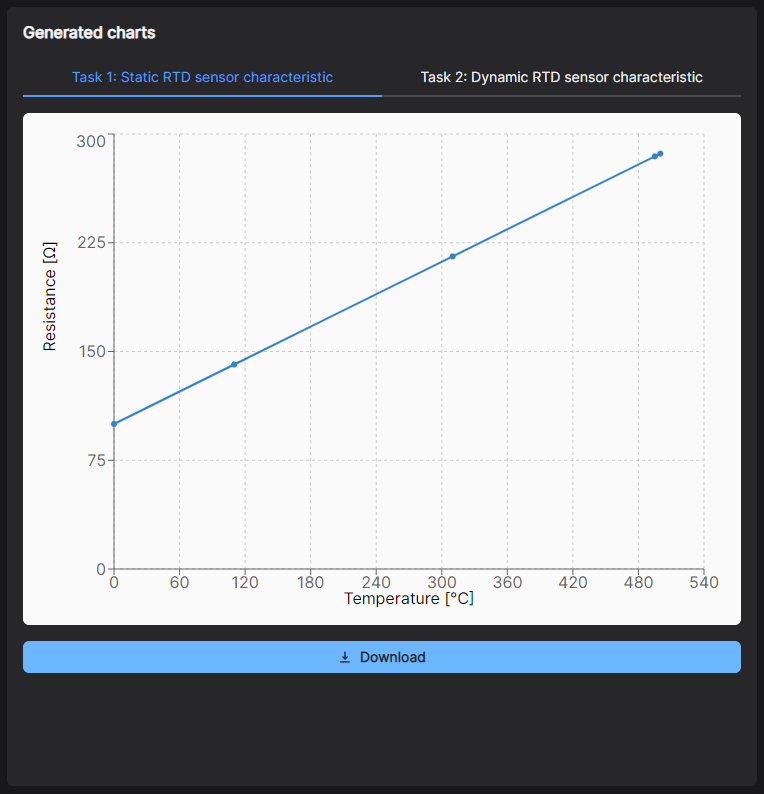 Generated charts
Task 1: Static RTD sensor characteristic
Task 2: Dynamic RTD sensor characteristic
300
225
150
75
0
Resistance [Ω]
0 60 120 180 240 300 360 420 480 540
Temperature [°C]
Download